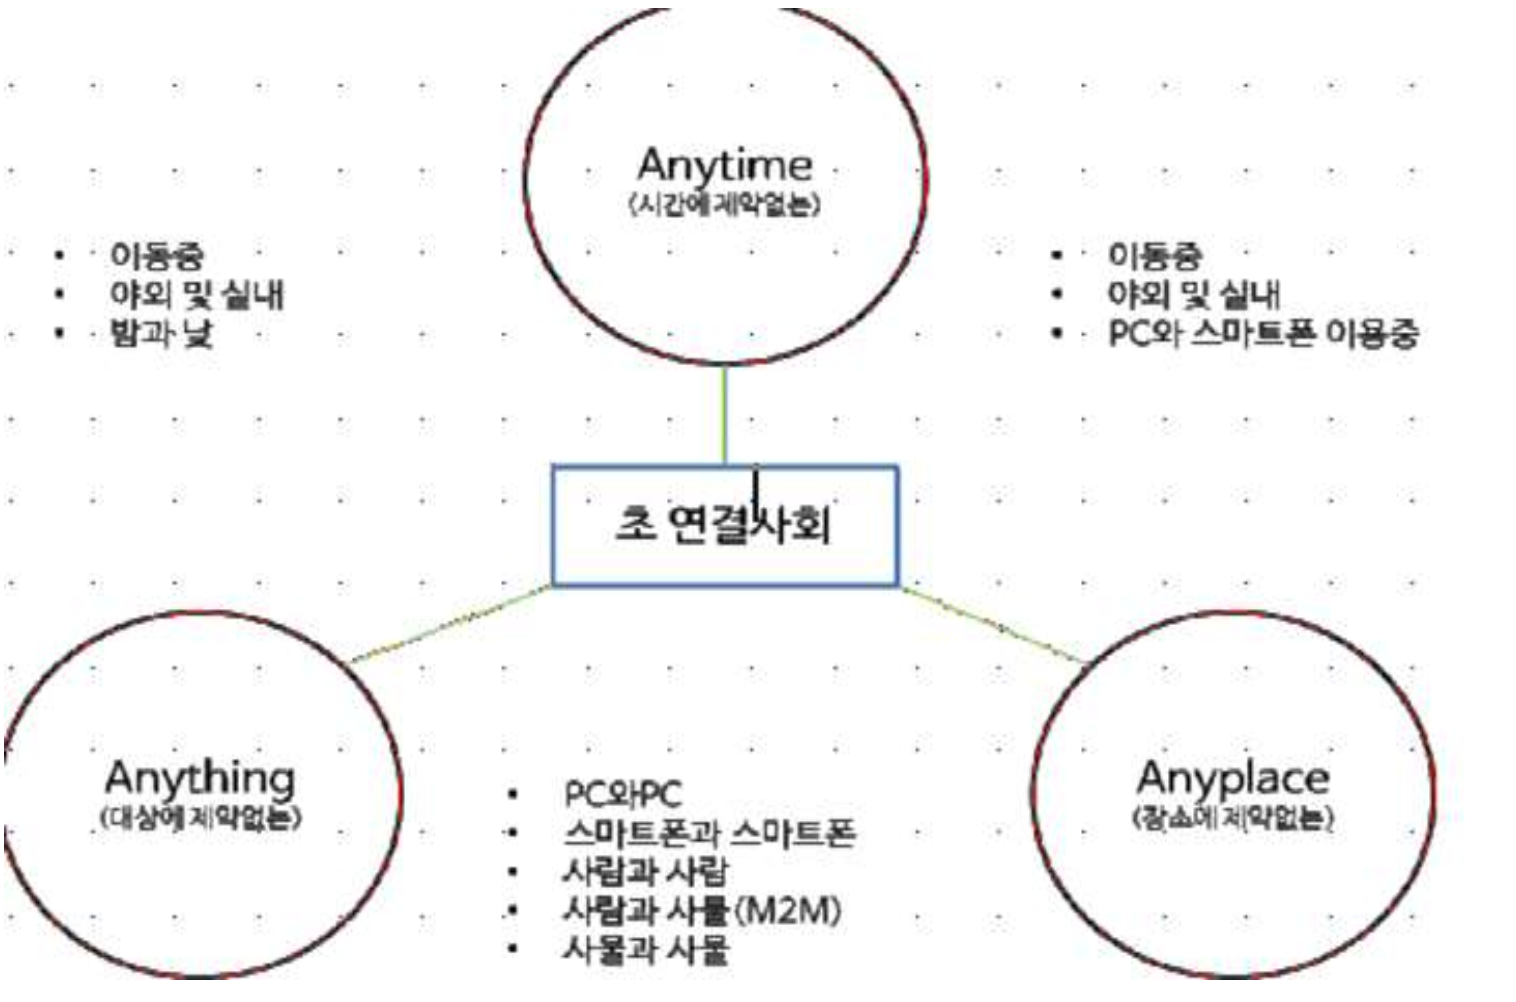 Anytime
(시간에 제약없는)
• 이동중
• 야외 및 실내
• 밤과 낮
• 이동중
• 야외 및 실내
• PC와 스마트폰 이용중
초 연결사회
Anything
(대상에 제약없는)
• PC와PC
• 스마트폰과 스마트폰
• 사람과 사람
• 사람과 사물(M2M)
• 사물과 사물
Anyplace
(장소에 제약없는)